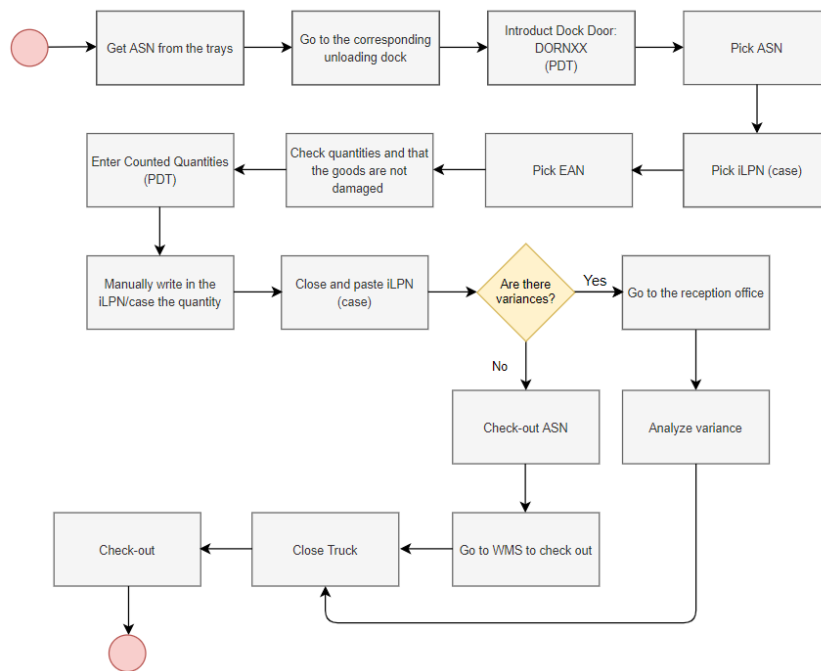 Get ASN from the trays
Go to the corresponding
unloading dock
Introduct Dock Door:
DORNXX
(PDT)
Pick ASN
Enter Counted Quantities
(PDT)
Check quantities and that
the goods are not
damaged
Pick EAN
Pick iLPN (case)
Manually write in the
iLPN/case the quantity
Close and paste iLPN
(case)
Are there
variances?
Yes
Go to the reception office
No
Check-out ASN
Analyze variance
Check-out
Close Truck
Go to WMS to check out